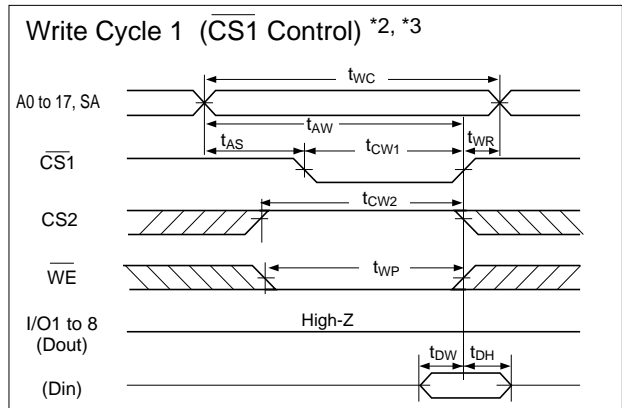 Write Cycle 1 (CS1 Control) *2, *3
tWC
A0 to 17, SA
tAW
tAS
tCW1
tWR
CS1
tCW2
CS2
tWP
WE
High-Z
I/O1 to 8
(Dout)
tDW
tDH
(Din)